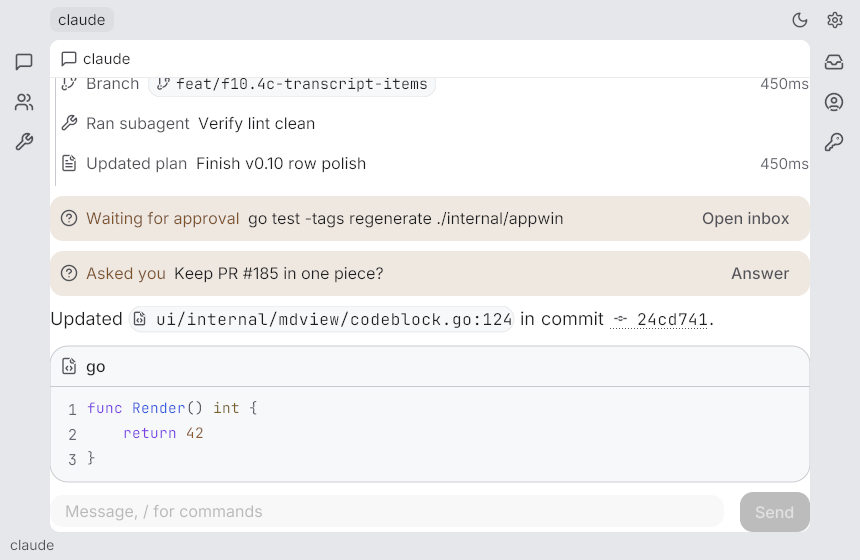 claude
claude
Branch feat/f10.4c-transcript-items 450ms
Ran subagent Verify lint clean
Updated plan Finish v0.10 row polish 450ms
Waiting for approval go test -tags regenerate ./internal/appwin Open inbox
Asked you Keep PR #185 in one piece? Answer
Updated ui/internal/mdview/codeblock.go:124 in commit 24cd741.
go
1 func Render() int {
2     return 42
3 }
Message, / for commands Send
claude